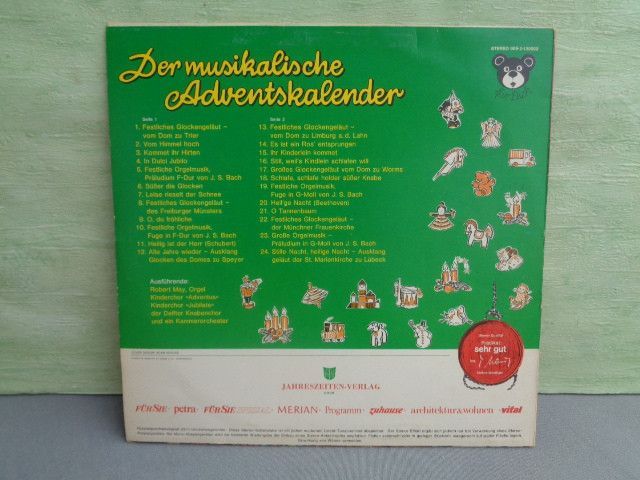 STEREO
Der musikalische
Adventskalender
Seite 1
1. Festliches Glockengeläut –
vom Dom zu Trier
2. Vom Himmel hoch
3. Kommet ihr Hirten
4. In Dulci Jubilo
5. Festliche Orgelmusik,
Präludium F-Dur von J. S. Bach
6. Süßer die Glocken
7. Leise rieselt der Schnee
8. Festliches Glockengeläut –
des Freiburger Münsters
9. O, du fröhliche
10. Festliche Orgelmusik,
Fuge in F-Dur von J. S. Bach
11. Heilig ist der Herr (Schubert)
12. Alle Jahre wieder – Ausklang
Glocken des Domes zu Speyer
Seite 2
13. Festliches Glockengeläut –
vom Dom zu Limburg a.d. Lahn
14. Es ist ein Ros' entsprungen
15. Ihr Kinderlein kommet
16. Still, weil's Kindlein schlafen will
17. Großes Glockengeläut vom Dom zu Worms
18. Schlafe, schlafe holder süßer Knabe
19. Festliche Orgelmusik,
Fuge in G-Moll von J. S. Bach
20. Heilige Nacht (Beethoven)
21. O Tannenbaum
22. Festliches Glockengeläut –
der Münchner Frauenkirche
23. Große Orgelmusik –
Präludium in G-Moll von J. S. Bach
24. Stille Nacht, heilige Nacht – Ausklang
geläut der St. Marienkirche zu Lübeck
Ausführende:
Robert May, Orgel
Kinderchor »Adventus«
Kinderchor »Jubilate«
der Delfter Knabenchor
und ein Kammerorchester
Prädikat
sehr gut
JAHRESZEITEN-VERLAG
FÜR SIE · petra · FÜR SIE SPEZIAL · MERIAN · Programm · zuhause · architektur & wohnen · vital